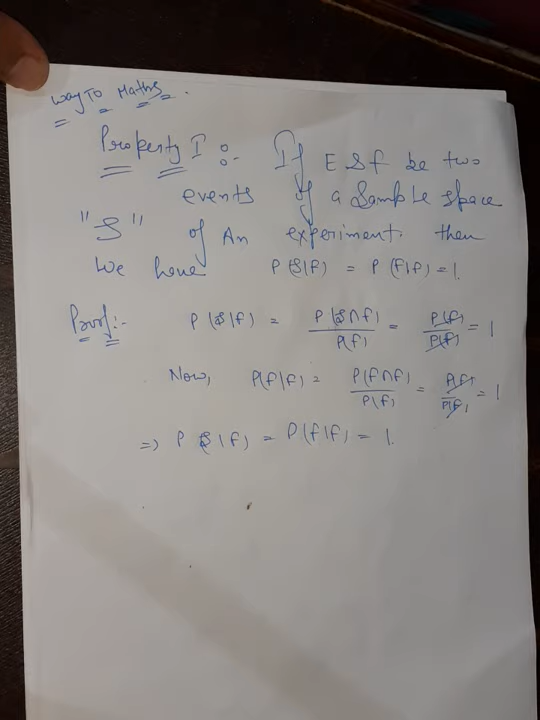 Way To Maths.
Property I :- If E & F be two
events of a Sample space
"S" of An experiment. then
We have P(S|F) = P(F|F) = 1.
Proof:- P(S|F) = P(S∩F)/P(F) = P(F)/P(F) = 1
Now, P(F|F) = P(F∩F)/P(F) = P(F)/P(F) = 1
=> P(S|F) = P(F|F) = 1.